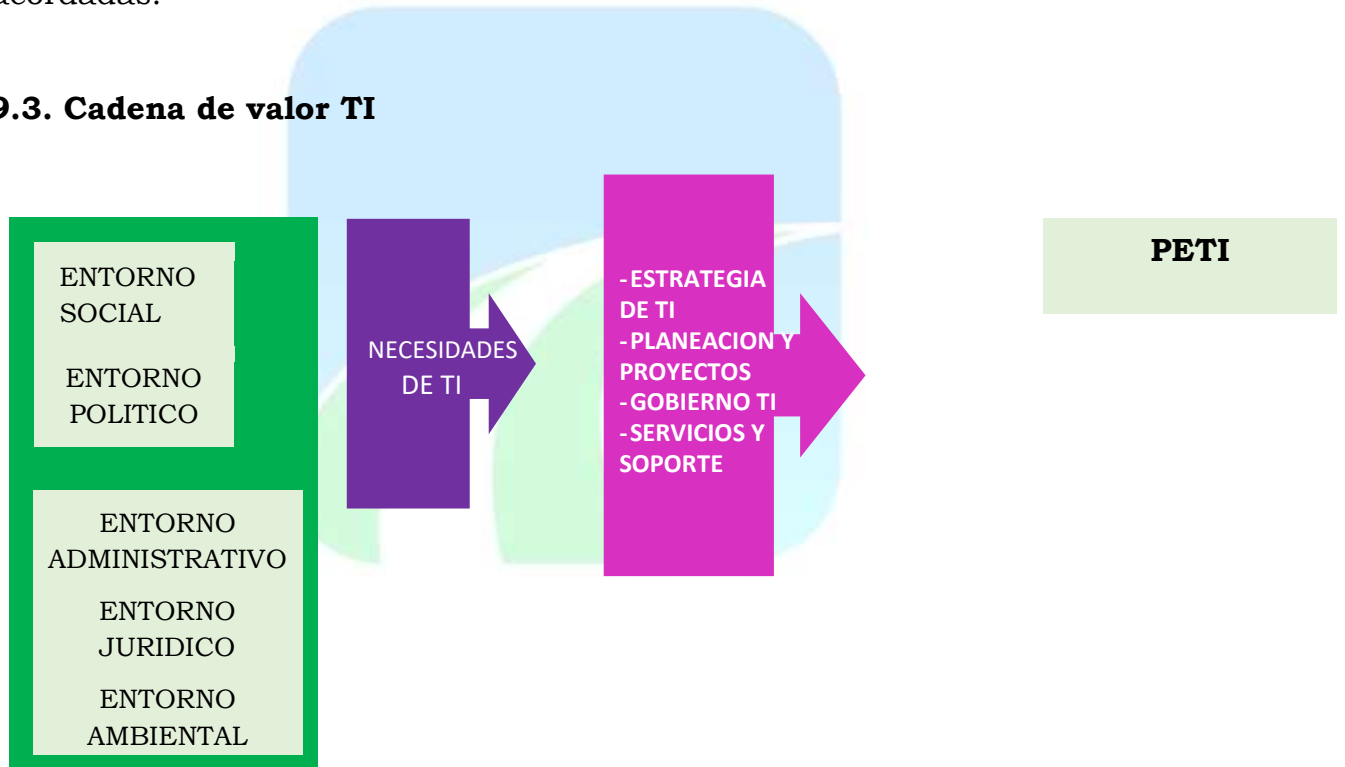 9.3. Cadena de valor TI
ENTORNO
SOCIAL
ENTORNO
POLITICO
ENTORNO
ADMINISTRATIVO
ENTORNO
JURIDICO
ENTORNO
AMBIENTAL
NECESIDADES
DE TI
-ESTRATEGIA
DE TI
-PLANEACION Y
PROYECTOS
-GOBIERNO TI
-SERVICIOS Y
SOPORTE
PETI